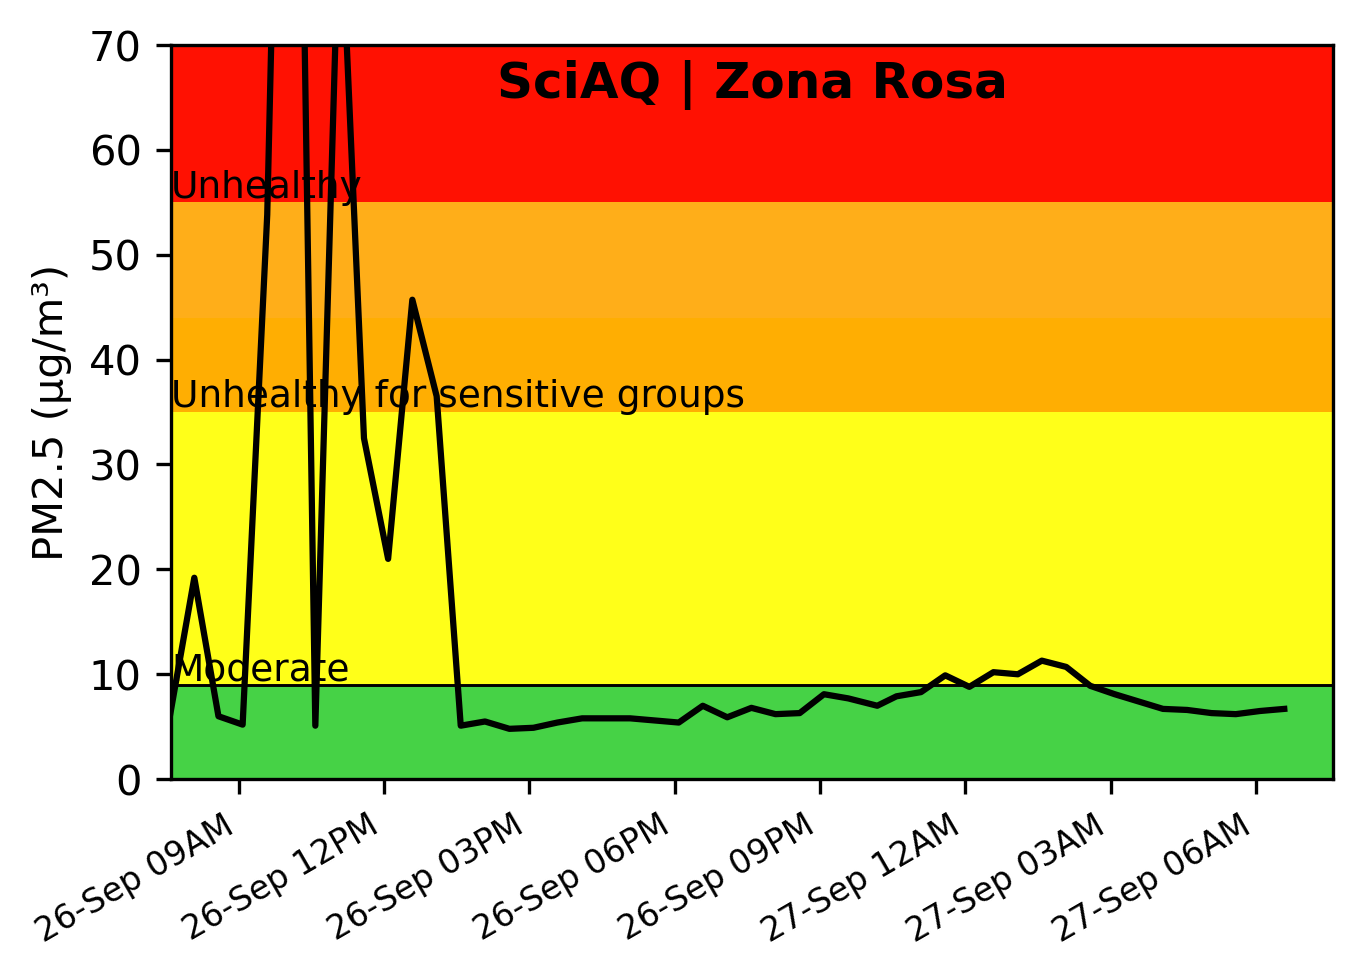 SciAQ | Zona Rosa
PM2.5 (µg/m³)
70
60
50
40
30
20
10
0
Unhealthy
Unhealthy for sensitive groups
Moderate
26-Sep 09AM
26-Sep 12PM
26-Sep 03PM
26-Sep 06PM
26-Sep 09PM
27-Sep 12AM
27-Sep 03AM
27-Sep 06AM